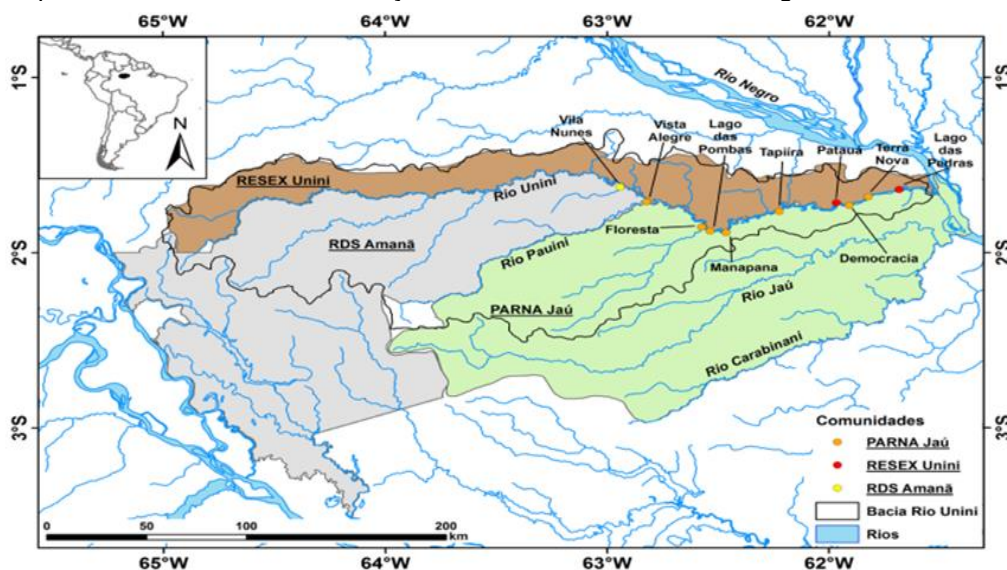 65°W
64°W
63°W
62°W
1°S
1°S
N
Rio Negro
Vila
Nunes
Vista
Alegre
Lago
das
Pombas
Tapiíra
Patauá
Terra
Nova
Lago
das
Pedras
RESEX Unini
Rio Unini
RDS Amanã
Floresta
2°S
2°S
Rio Pauini
Manapana
Democracia
PARNA Jaú
Rio Jaú
Rio Carabinani
3°S
3°S
Comunidades
PARNA Jaú
RESEX Unini
RDS Amanã
Bacia Rio Unini
Rios
0
50
100
200
km
65°W
64°W
63°W
62°W